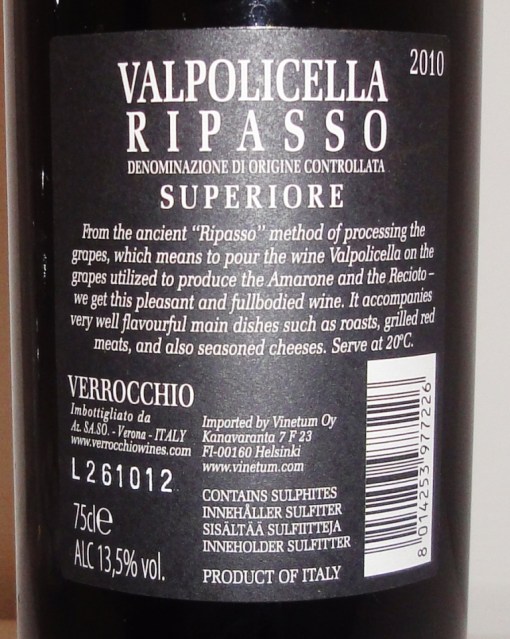 VALPOLICELLA 2010
RIPASSO
DENOMINAZIONE DI ORIGINE CONTROLLATA
SUPERIORE
From the ancient "Ripasso" method of processing the
grapes, which means to pour the wine Valpolicella on the
grapes utilized to produce the Amarone and the Recioto –
we get this pleasant and fullbodied wine. It accompanies
very well flavourful main dishes such as roasts, grilled red
meats, and also seasoned cheeses. Serve at 20°C.
VERROCCHIO
Imbottigliato da
AZ. SA.SO. - Verona - ITALY
www.verrocchiowines.com
L261012
75cl e
ALC 13,5% vol.
Imported by Vinetum Oy
Kanavaranta 7 F 23
FI-00160 Helsinki
www.vinetum.com
CONTAINS SULPHITES
INNEHÅLLER SULFITER
SISÄLTÄÄ SULFIITTEJA
INNEHOLDER SULFITTER
PRODUCT OF ITALY
8 014253 977226